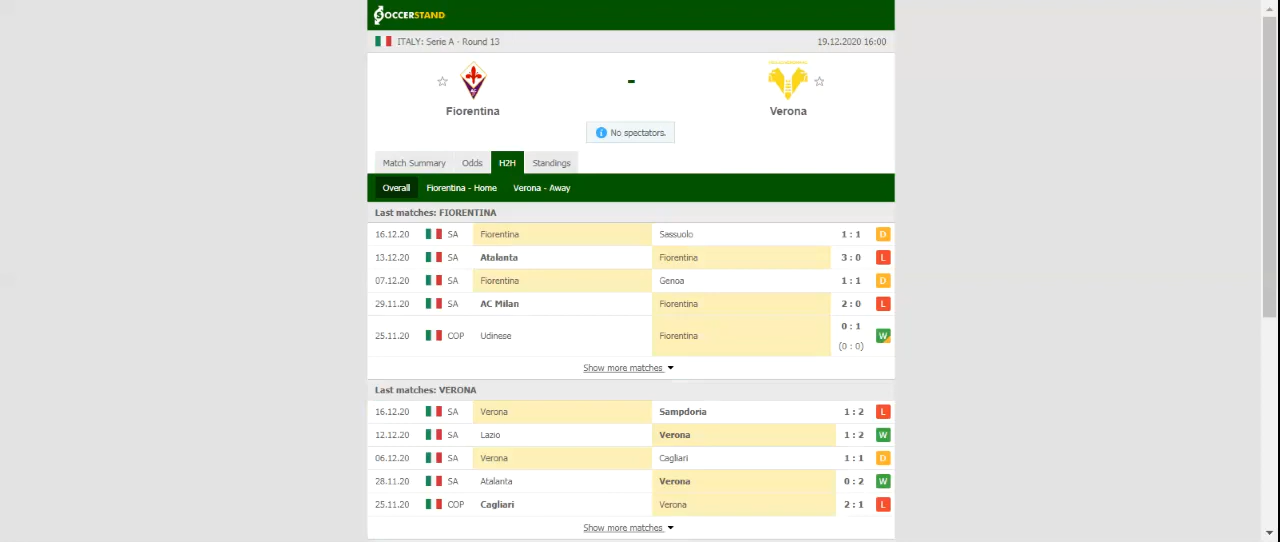 SOCCERSTAND
ITALY: Serie A - Round 13 19.12.2020 16:00
-
Fiorentina Verona
No spectators.
Match Summary Odds H2H Standings
Overall Fiorentina - Home Verona - Away
Last matches: FIORENTINA
16.12.20 SA Fiorentina Sassuolo 1 : 1 D
13.12.20 SA Atalanta Fiorentina 3 : 0 L
07.12.20 SA Fiorentina Genoa 1 : 1 D
29.11.20 SA AC Milan Fiorentina 2 : 0 L
25.11.20 COP Udinese Fiorentina 0 : 1 (0 : 0) W
Show more matches
Last matches: VERONA
16.12.20 SA Verona Sampdoria 1 : 2 L
12.12.20 SA Lazio Verona 1 : 2 W
06.12.20 SA Verona Cagliari 1 : 1 D
28.11.20 SA Atalanta Verona 0 : 2 W
25.11.20 COP Cagliari Verona 2 : 1 L
Show more matches